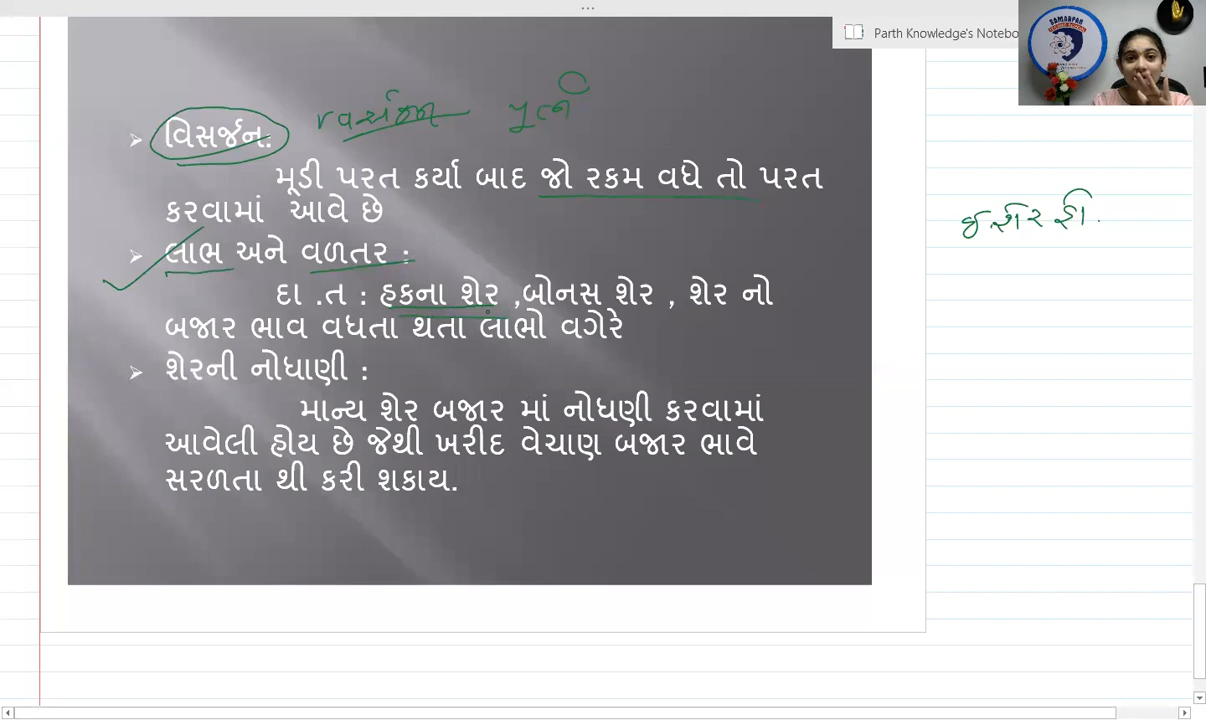 Parth Knowledge's Notebo
વિસર્જન:
મૂડી પરત કર્યા બાદ જો રકમ વધે તો પરત
કરવામાં આવે છે
લાભ અને વળતર :
દા .ત : હકના શેર ,બોનસ શેર , શેર નો
બજાર ભાવ વધતા થતા લાભો વગેરે
શેરની નોધાણી :
માન્ય શેર બજાર માં નોધણી કરવામાં
આવેલી હોય છે જેથી ખરીદ વેચાણ બજાર ભાવે
સરળતા થી કરી શકાય.